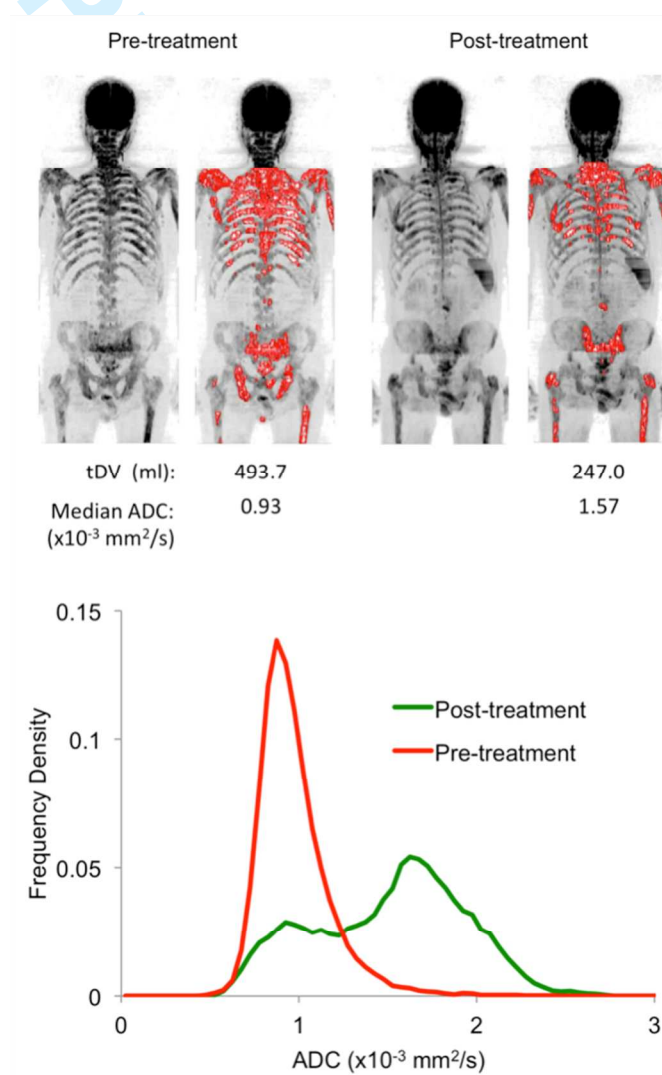 Pre-treatment Post-treatment
tDV (ml): 493.7 247.0
Median ADC: 0.93 1.57
(x10-3 mm2/s)
0.15
0.1
0.05
0
Frequency Density
Post-treatment
Pre-treatment
0 1 2 3
ADC (x10-3 mm2/s)